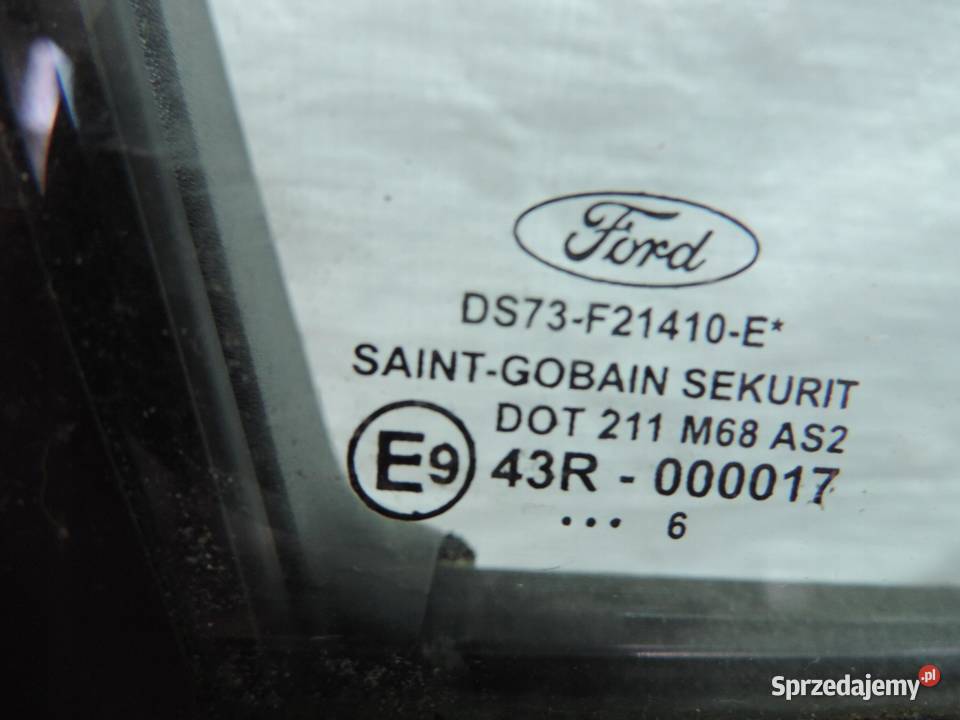 Ford
DS73-F21410-E*
SAINT-GOBAIN SEKURIT
DOT 211 M68 AS2
E9 43R - 000017
... 6
Sprzedajemy.pl